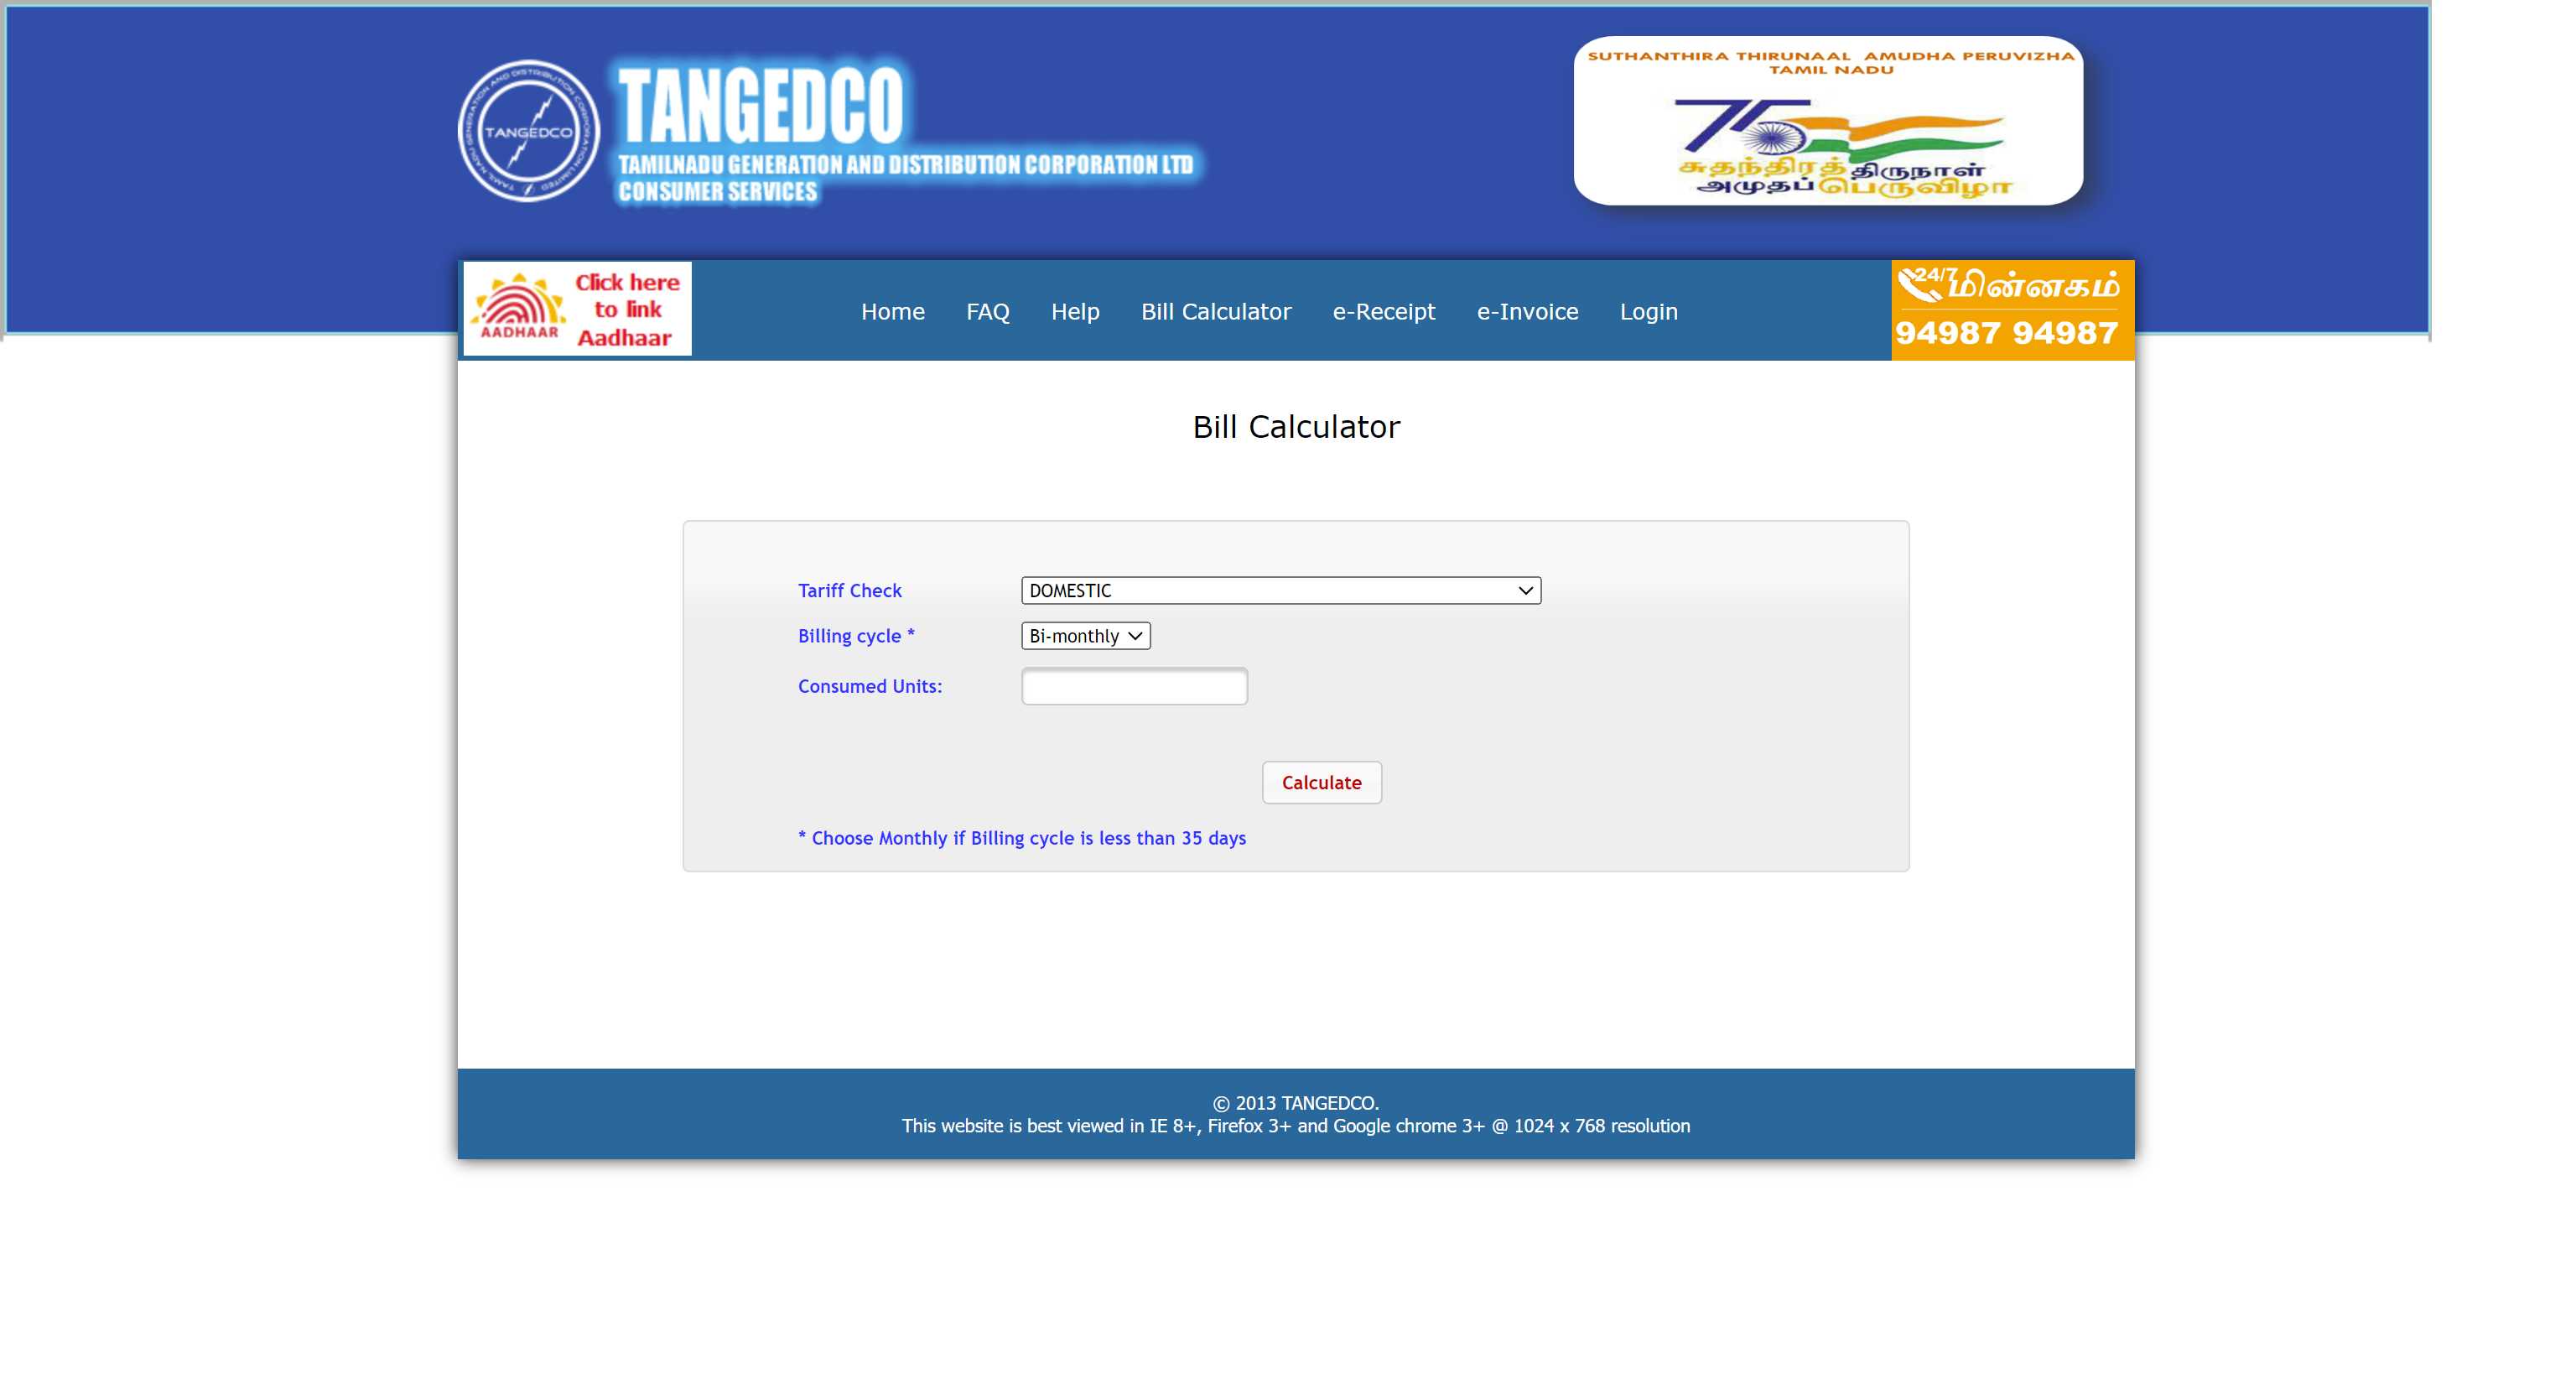 TANGEDCO
TANGEDCO
TAMILNADU GENERATION AND DISTRIBUTION CORPORATION LTD
CONSUMER SERVICES
SUTHANTHIRA THIRUNAAL AMUDHA PERUVIZHA
TAMIL NADU
75
சுதந்திரத் திருநாள்
அமுதப் பெருவிழா
AADHAAR
Click here
to link
Aadhaar
Home FAQ Help Bill Calculator e-Receipt e-Invoice Login
24/7 மின்னகம்
94987 94987
Bill Calculator
Tariff Check DOMESTIC
Billing cycle * Bi-monthly
Consumed Units:
Calculate
* Choose Monthly if Billing cycle is less than 35 days
© 2013 TANGEDCO.
This website is best viewed in IE 8+, Firefox 3+ and Google chrome 3+ @ 1024 x 768 resolution